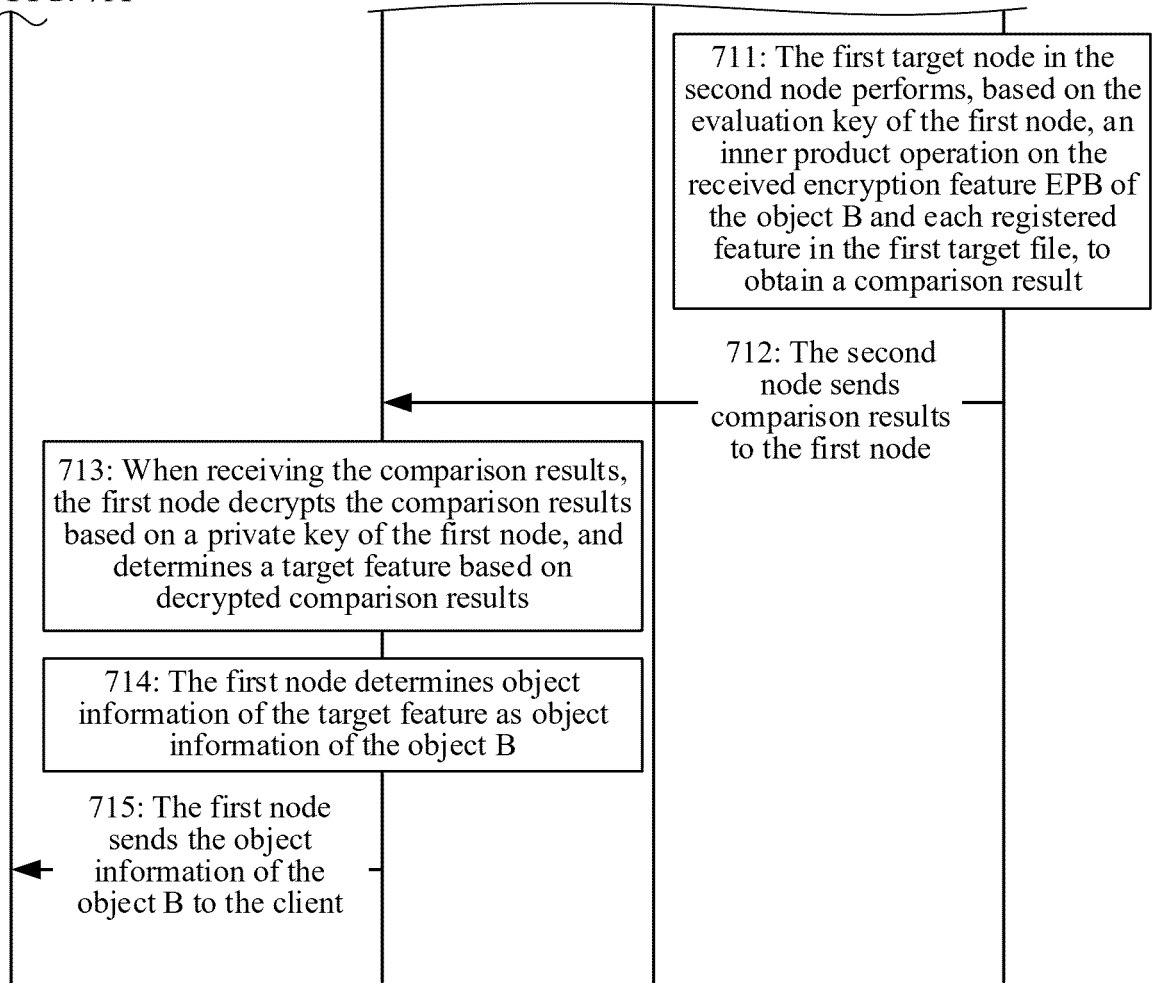 711: The first target node in the
second node performs, based on the
evaluation key of the first node, an
inner product operation on the
received encryption feature EPB of
the object B and each registered
feature in the first target file, to
obtain a comparison result
712: The second
node sends
comparison results
to the first node
713: When receiving the comparison results,
the first node decrypts the comparison results
based on a private key of the first node, and
determines a target feature based on
decrypted comparison results
714: The first node determines object
information of the target feature as object
information of the object B
715: The first node
sends the object
information of the
object B to the client